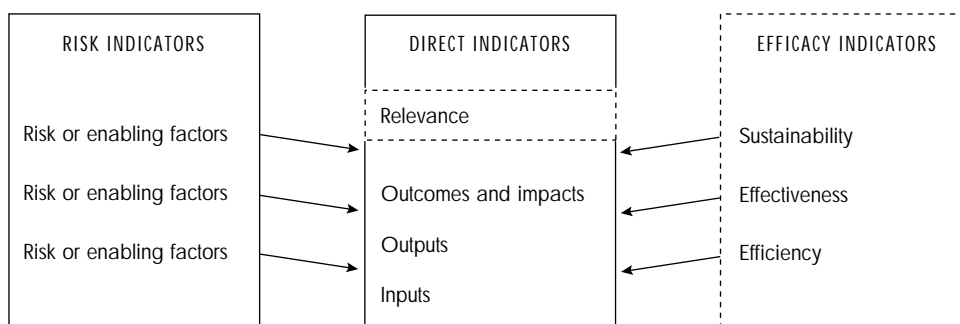 RISK INDICATORS
Risk or enabling factors
Risk or enabling factors
Risk or enabling factors
DIRECT INDICATORS
Relevance
Outcomes and impacts
Outputs
Inputs
EFFICACY INDICATORS
Sustainability
Effectiveness
Efficiency